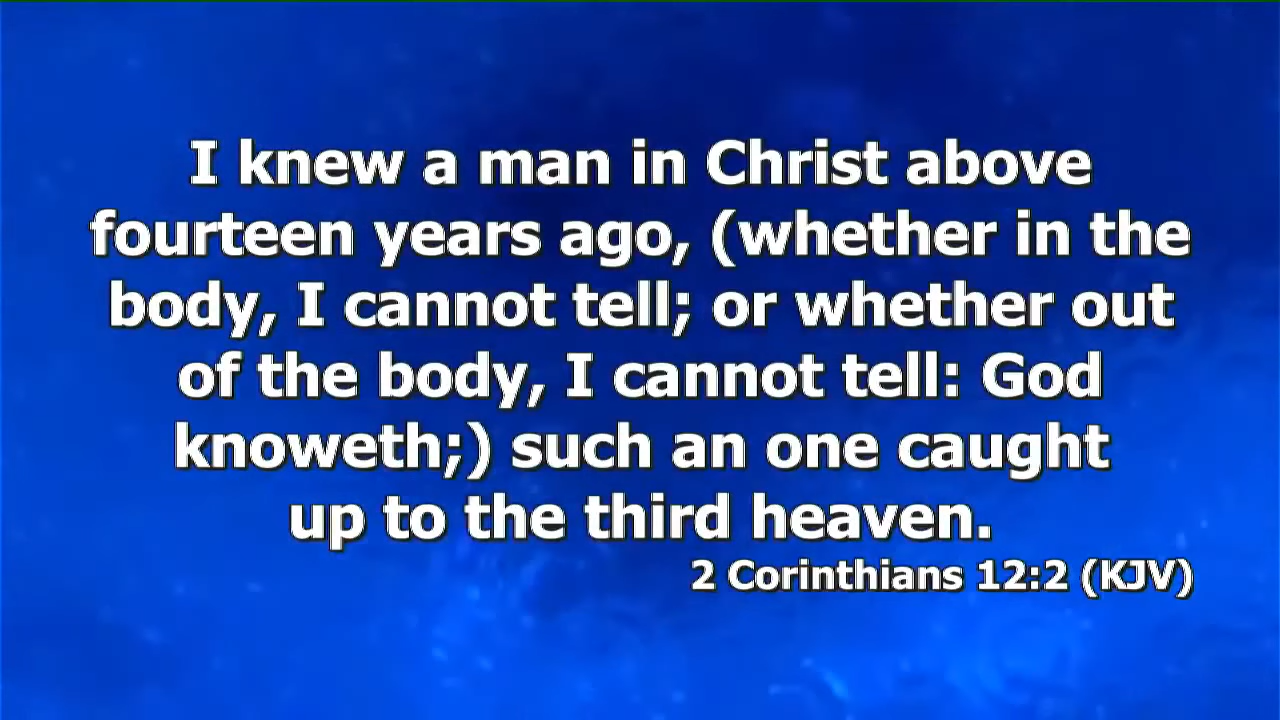 I knew a man in Christ above
fourteen years ago, (whether in the
body, I cannot tell; or whether out
of the body, I cannot tell: God
knoweth;) such an one caught
up to the third heaven.
2 Corinthians 12:2 (KJV)